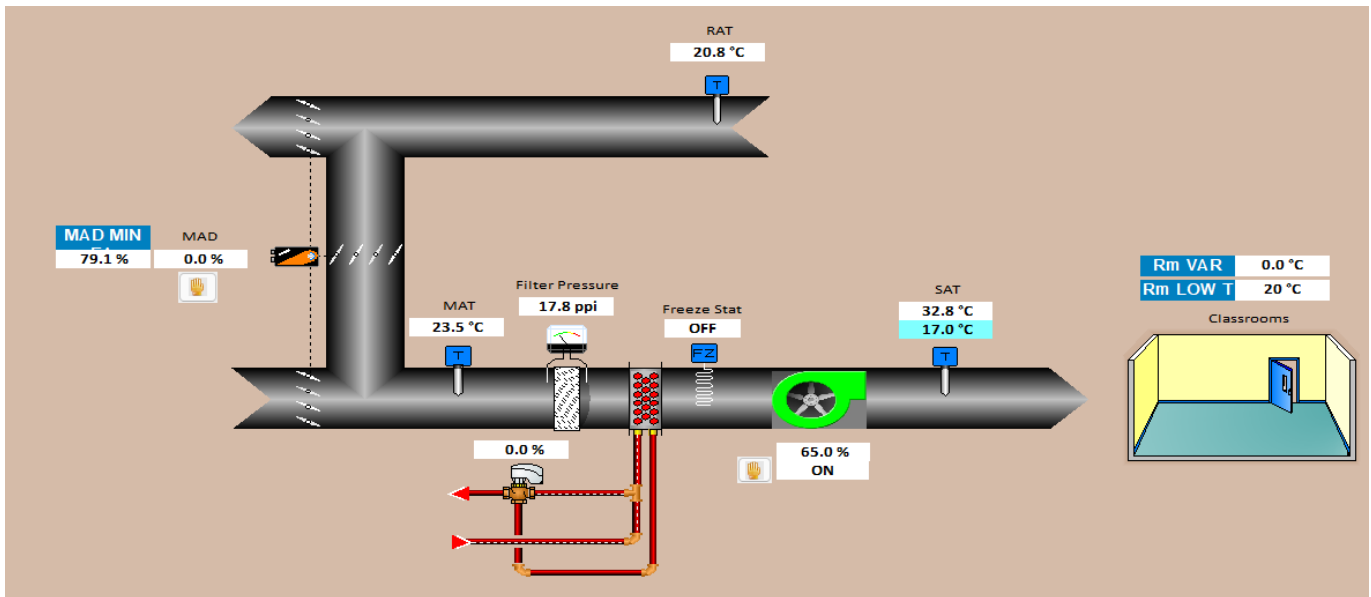 RAT
20.8 °C
MAD MIN
79.1 %
MAD
0.0 %
T
Filter Pressure
17.8 ppi
MAT
23.5 °C
T
Freeze Stat
OFF
FZ
SAT
32.8 °C
17.0 °C
T
Rm VAR
0.0 °C
Rm LOW T
20 °C
Classrooms
0.0 %
65.0 %
ON